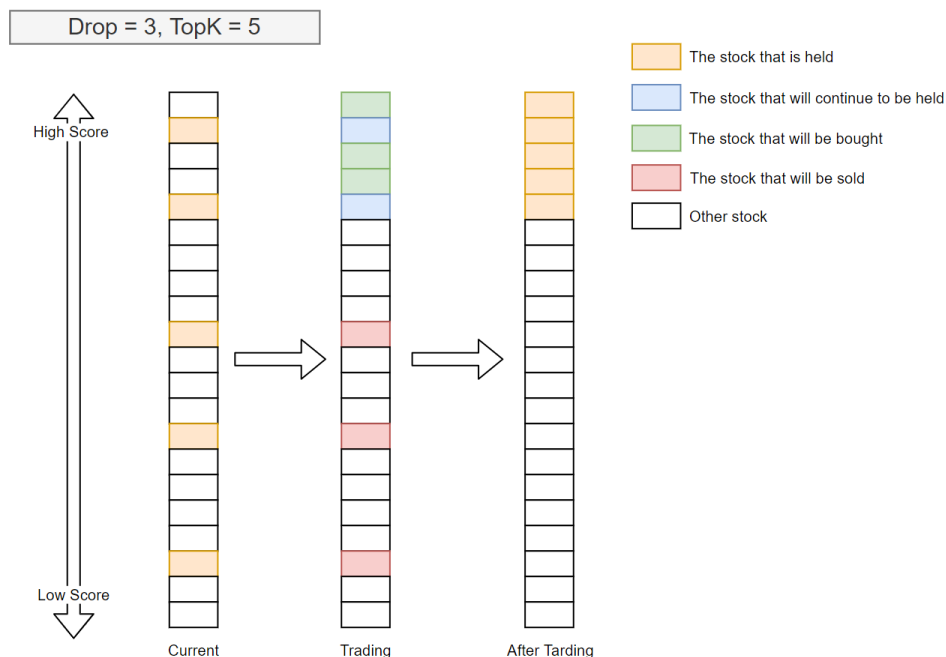 Drop = 3, TopK = 5
The stock that is held
The stock that will continue to be held
The stock that will be bought
The stock that will be sold
Other stock
High Score
Low Score
Current
Trading
After Tarding